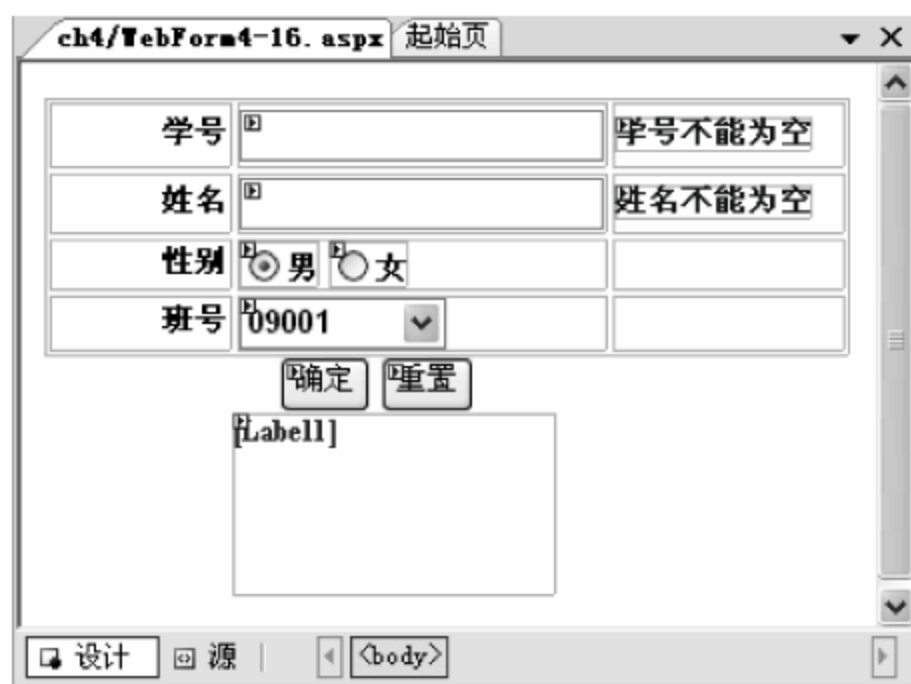 ch4/WebForm4-16.aspx 起始页
学号 学号不能为空
姓名 姓名不能为空
性别 男 女
班号 09001
确定 重置
[Label1]
设计 源 <body>